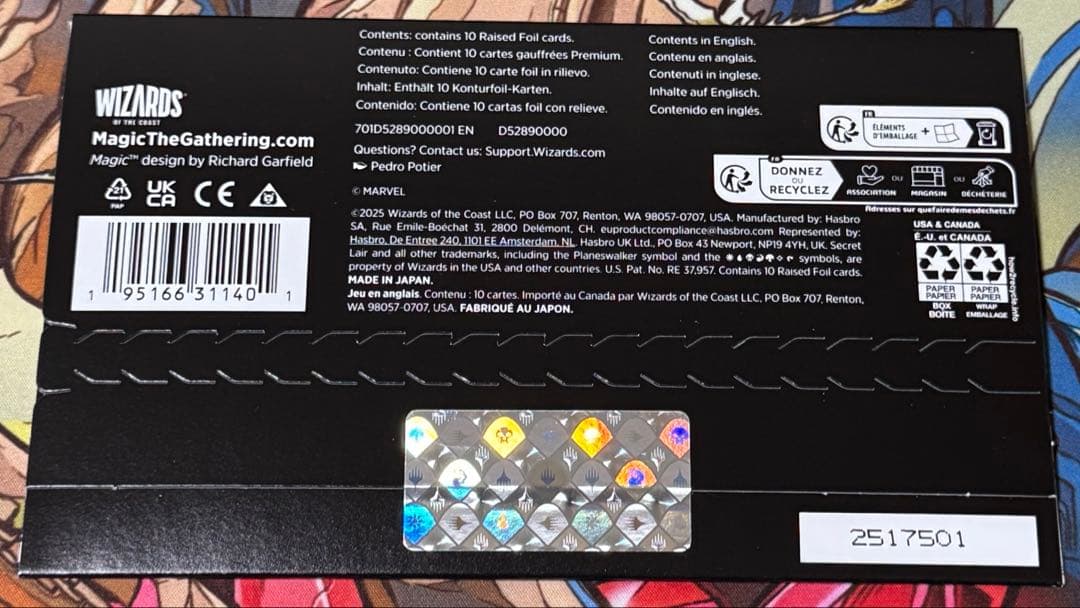 WIZARDS
OF THE COAST
MagicTheGathering.com
Magic™ design by Richard Garfield
21
PAP
UK
CA
CE
1 95166 31140 1
Contents: contains 10 Raised Foil cards.
Contenu : Contient 10 cartes gauffrées Premium.
Contenuto: Contiene 10 carte foil in rilievo.
Inhalt: Enthält 10 Konturfoil-Karten.
Contenido: Contiene 10 cartas foil con relieve.
Contents in English.
Contenu en anglais.
Contenuti in inglese.
Inhalte auf Englisch.
Contenido en inglés.
701D5289000001 EN D52890000
Questions? Contact us: Support.Wizards.com
Pedro Potier
© MARVEL
©2025 Wizards of the Coast LLC, PO Box 707, Renton, WA 98057-0707, USA. Manufactured by: Hasbro
SA, Rue Emile-Boéchat 31, 2800 Delémont, CH. euproductcompliance@hasbro.com Represented by:
Hasbro, De Entree 240, 1101 EE Amsterdam, NL. Hasbro UK Ltd., PO Box 43 Newport, NP19 4YH, UK. Secret
Lair and all other trademarks, including the Planeswalker symbol and the symbols, are
property of Wizards in the USA and other countries. U.S. Pat. No. RE 37,957. Contains 10 Raised Foil cards.
MADE IN JAPAN.
Jeu en anglais. Contenu : 10 cartes. Importé au Canada par Wizards of the Coast LLC, PO Box 707, Renton,
WA 98057-0707, USA. FABRIQUÉ AU JAPON.
FR
ÉLÉMENTS
D'EMBALLAGE +
FR
DONNEZ
OU
RECYCLEZ
ASSOCIATION
OU
MAGASIN
OU
DÉCHÈTERIE
Adresses sur quefairedemesdechets.fr
USA & CANADA
É.-U. et CANADA
PAPER
PAPIER
BOX
BOÎTE
PAPER
PAPIER
WRAP
EMBALLAGE
how2recycle.info
2517501